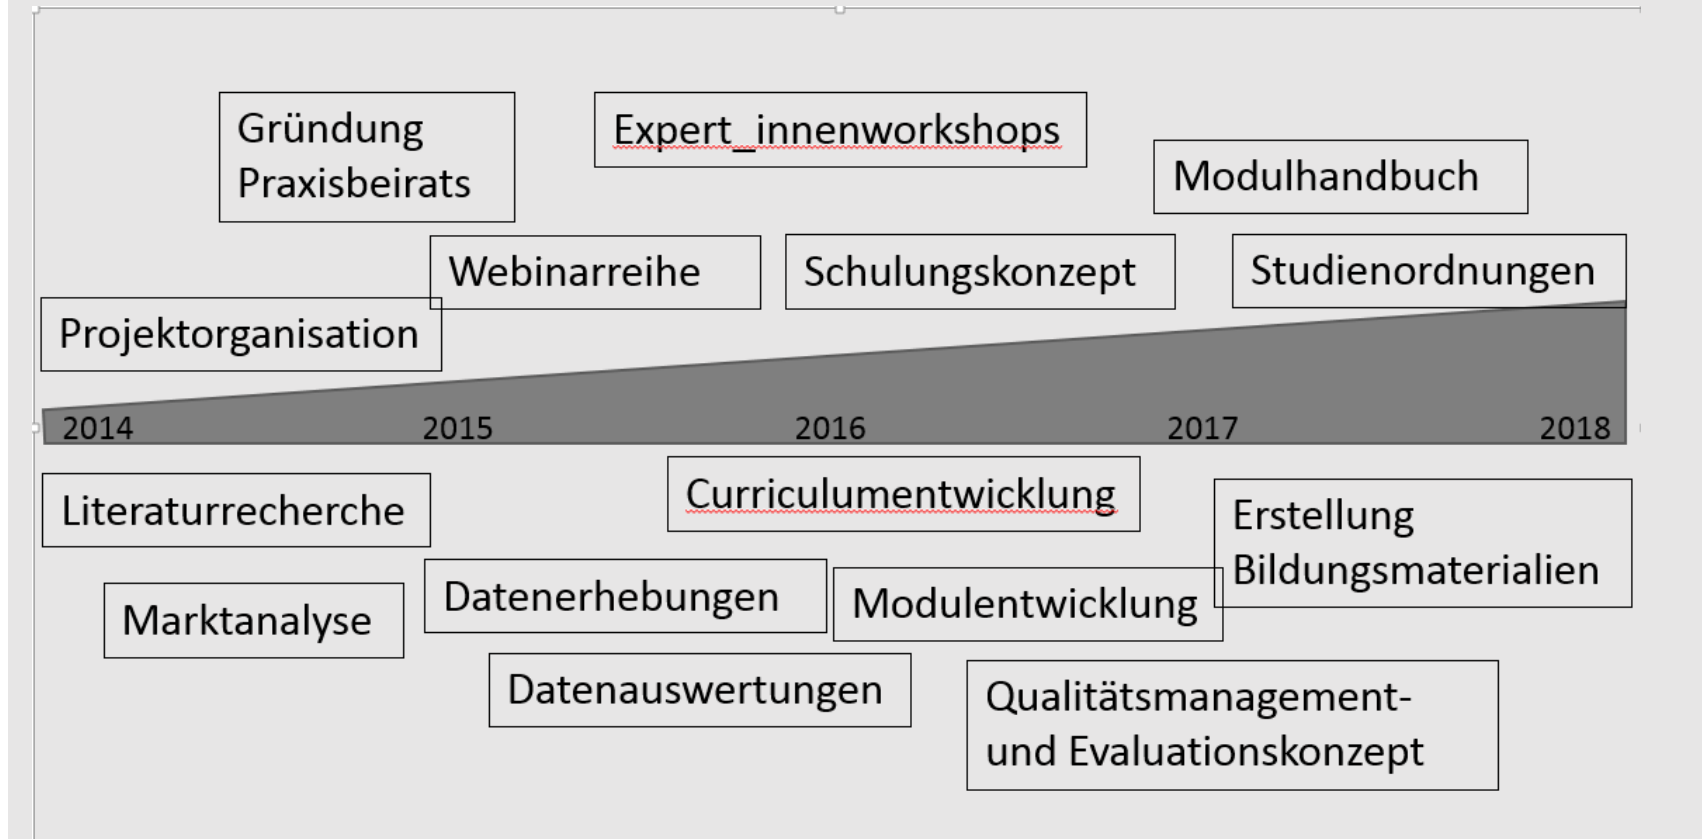 Gründung
Praxisbeirats
Expert_innenworkshops
Modulhandbuch
Webinarreihe
Schulungskonzept
Studienordnungen
Projektorganisation
2014
2015
2016
2017
2018
Literaturrecherche
Curriculumentwicklung
Erstellung
Bildungsmaterialien
Marktanalyse
Datenerhebungen
Modulentwicklung
Datenauswertungen
Qualitätsmanagement-
und Evaluationskonzept